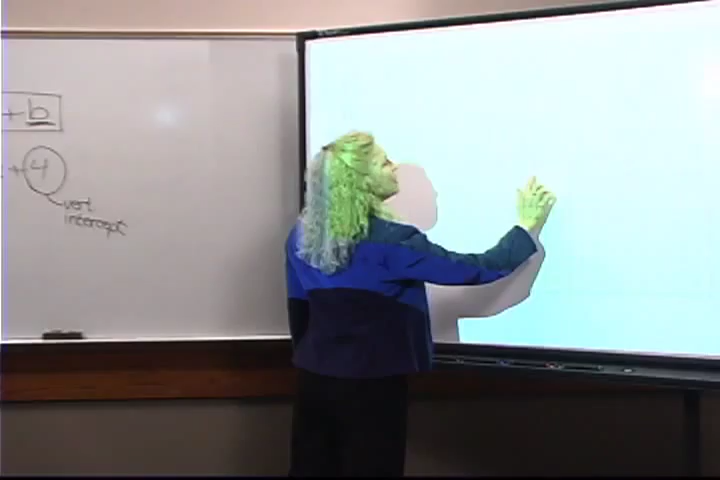 + b
+ 4
vert
intercept